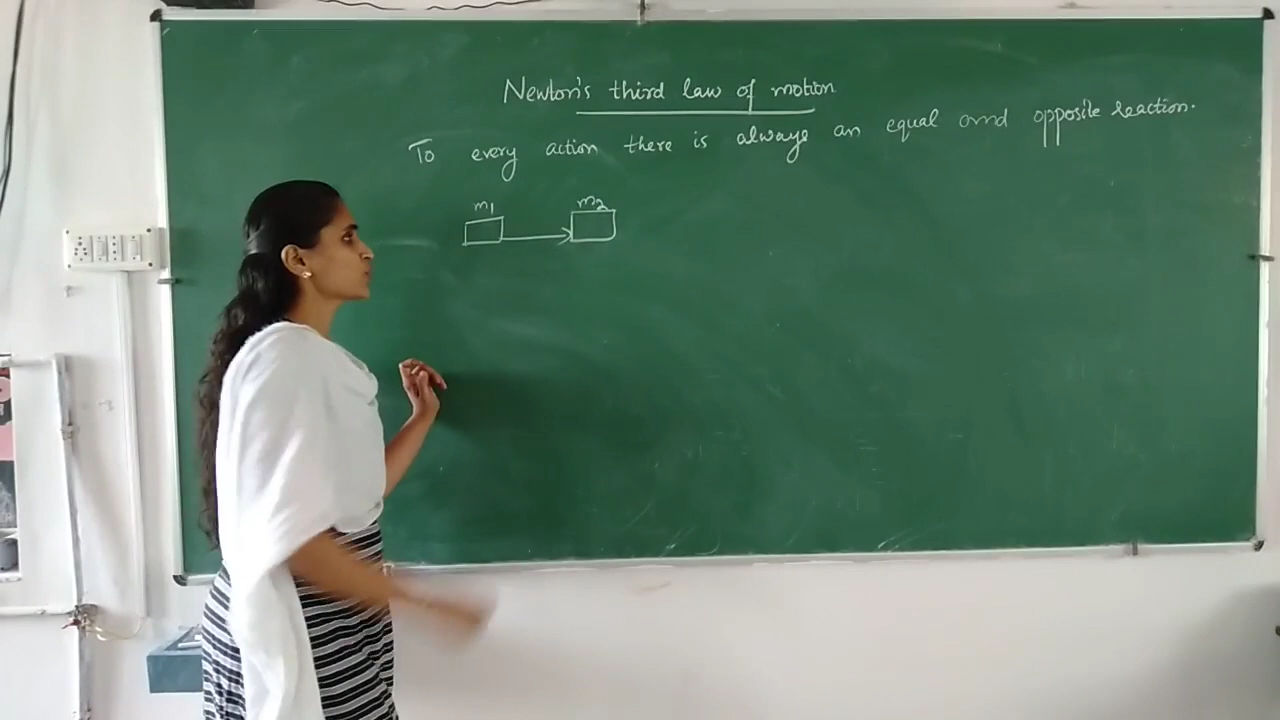 Newton's third law of motion
To every action there is always an equal and opposite reaction.
m1 m2